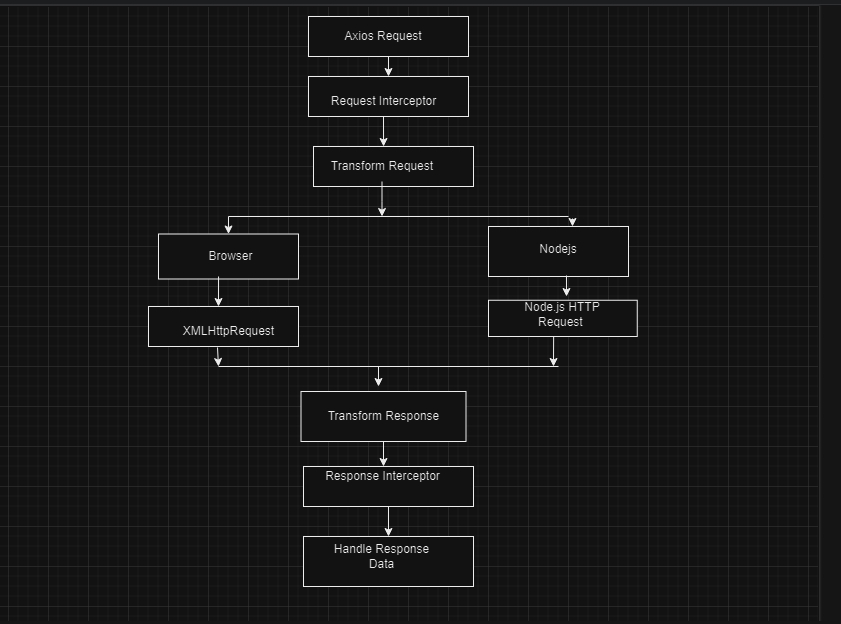 Axios Request
Request Interceptor
Transform Request
Browser
Nodejs
XMLHttpRequest
Node.js HTTP
Request
Transform Response
Response Interceptor
Handle Response
Data